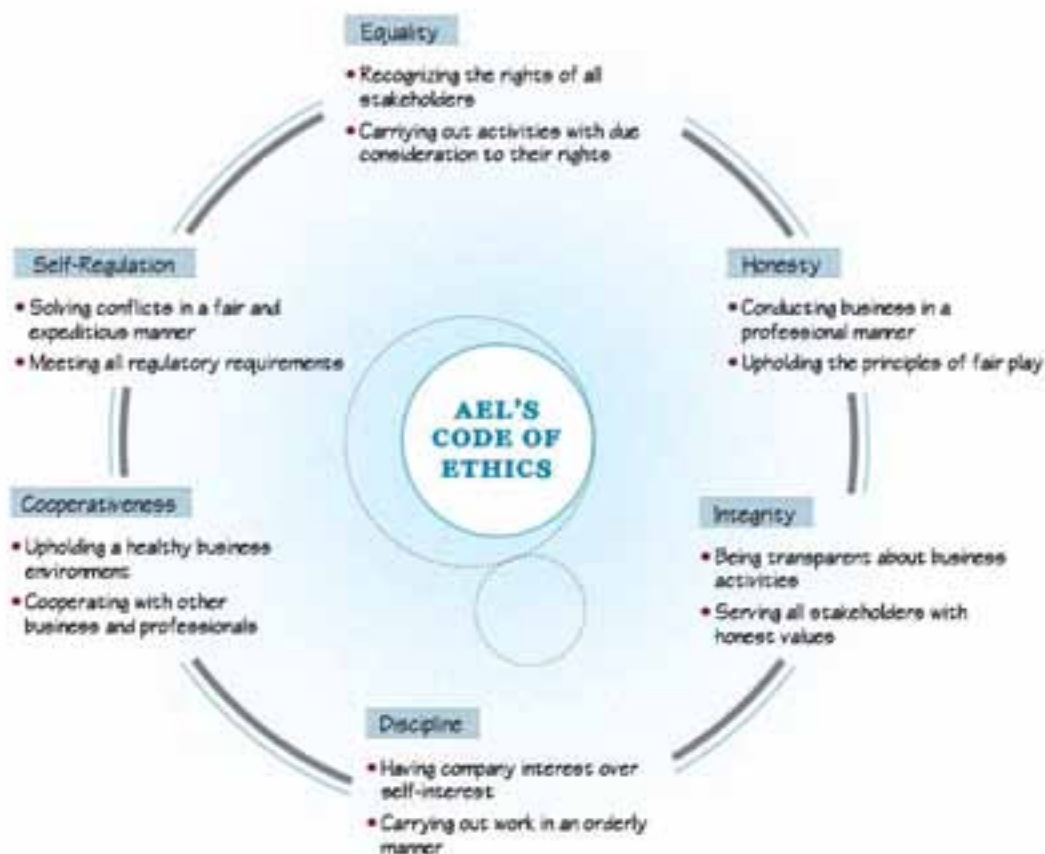 Equality
• Recognizing the rights of all
stakeholders
• Carriying out activities with due
consideration to their rights
Honesty
• Conducting business in a
professional manner
• Upholding the principles of fair play
Integrity
• Being transparent about business
activities
• Serving all stakeholders with
honest values
Discipline
• Having company interest over
self-interest
• Carrying out work in an orderly
manner
Cooperativeness
• Upholding a healthy business
environment
• Cooperating with other
business and professionals
Self-Regulation
• Solving conflicts in a fair and
expeditious manner
• Meeting all regulatory requirements
AEL'S
CODE OF
ETHICS